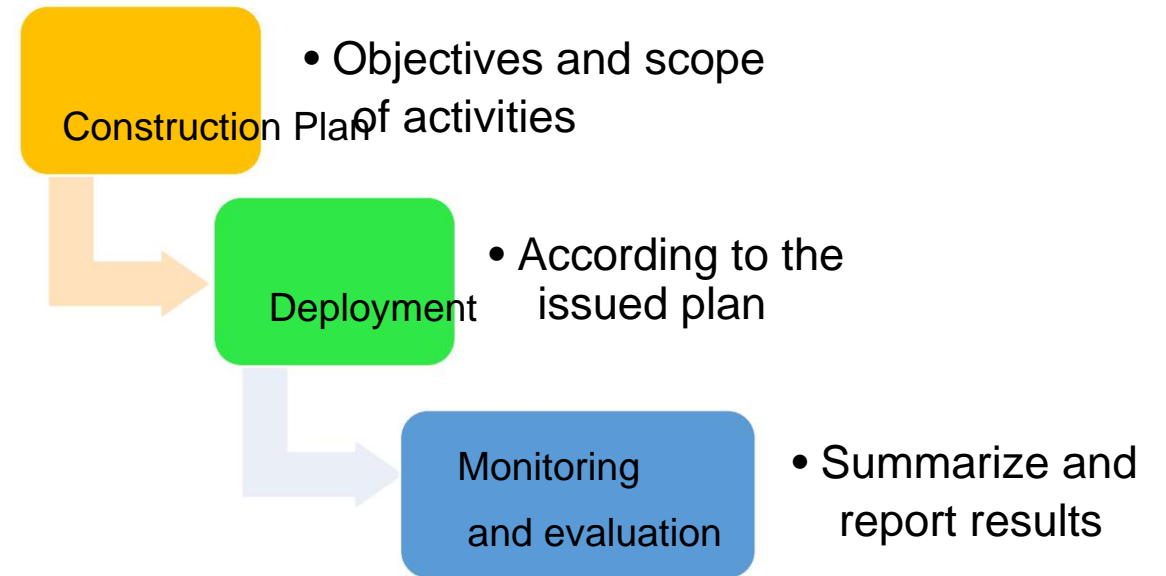 Construction Plan
• Objectives and scope
of activities
Deployment
• According to the
issued plan
Monitoring
and evaluation
• Summarize and
report results